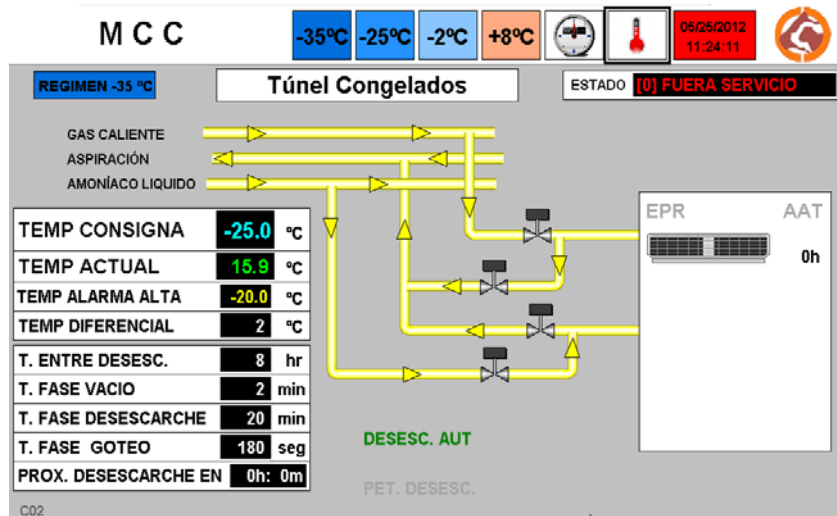 MCC
-35ºC
-25ºC
-2ºC
+8ºC
05/25/2012
11:24:11
REGIMEN -35 ºC
Túnel Congelados
ESTADO [0] FUERA SERVICIO
GAS CALIENTE
ASPIRACIÓN
AMONÍACO LIQUIDO
EPR
AAT
0h
TEMP CONSIGNA -25.0 ºC
TEMP ACTUAL 15.9 ºC
TEMP ALARMA ALTA -20.0 ºC
TEMP DIFERENCIAL 2 ºC
T. ENTRE DESESC. 8 hr
T. FASE VACIO 2 min
T. FASE DESESCARCHE 20 min
T. FASE GOTEO 180 seg
PROX. DESESCARCHE EN 0h: 0m
DESESC. AUT
PET. DESESC.
C02